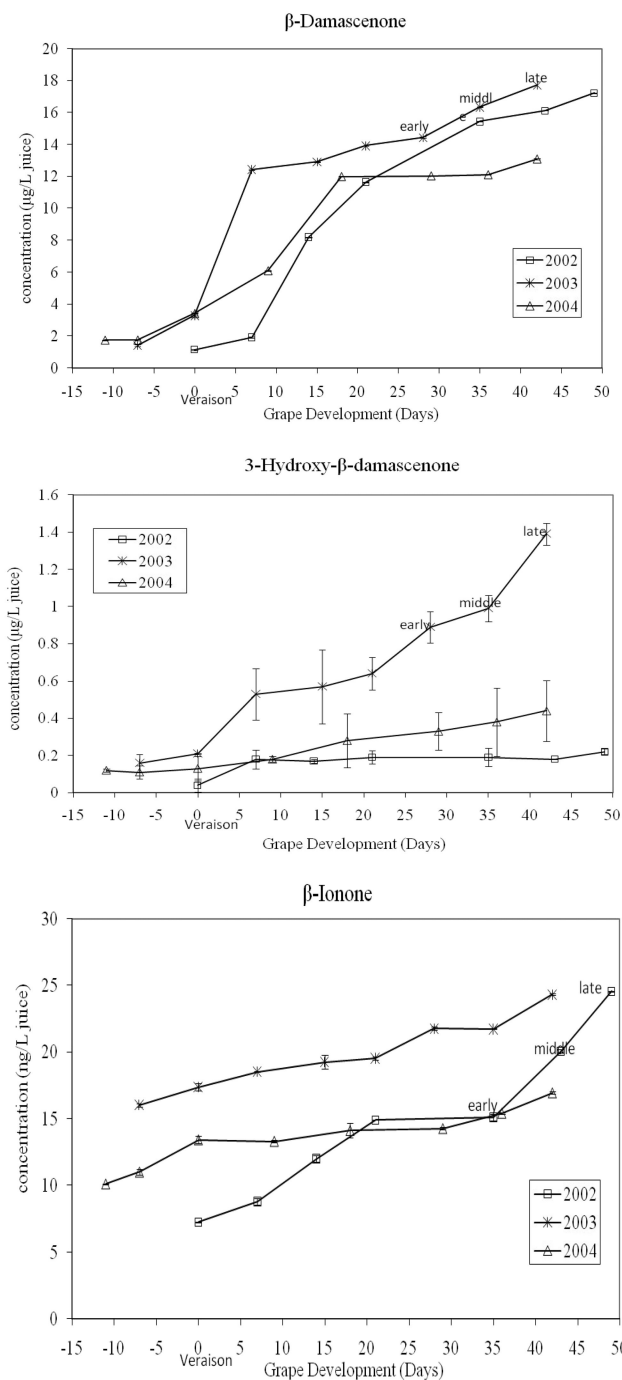 β-Damascenone
concentration (µg/L juice)
20
18
16
14
12
10
8
6
4
2
0
early
middl
e
late
2002
2003
2004
-15 -10 -5 0 5 10 15 20 25 30 35 40 45 50
Veraison
Grape Development (Days)
3-Hydroxy-β-damascenone
concentration (µg/L juice)
1.6
1.4
1.2
1
0.8
0.6
0.4
0.2
0
2002
2003
2004
early
middle
late
-15 -10 -5 0 5 10 15 20 25 30 35 40 45 50
Veraison
Grape Development (Days)
β-Ionone
concentration (ng/L juice)
30
25
20
15
10
5
0
early
middle
late
2002
2003
2004
-15 -10 -5 0 5 10 15 20 25 30 35 40 45 50
Veraison
Grape Development (Days)